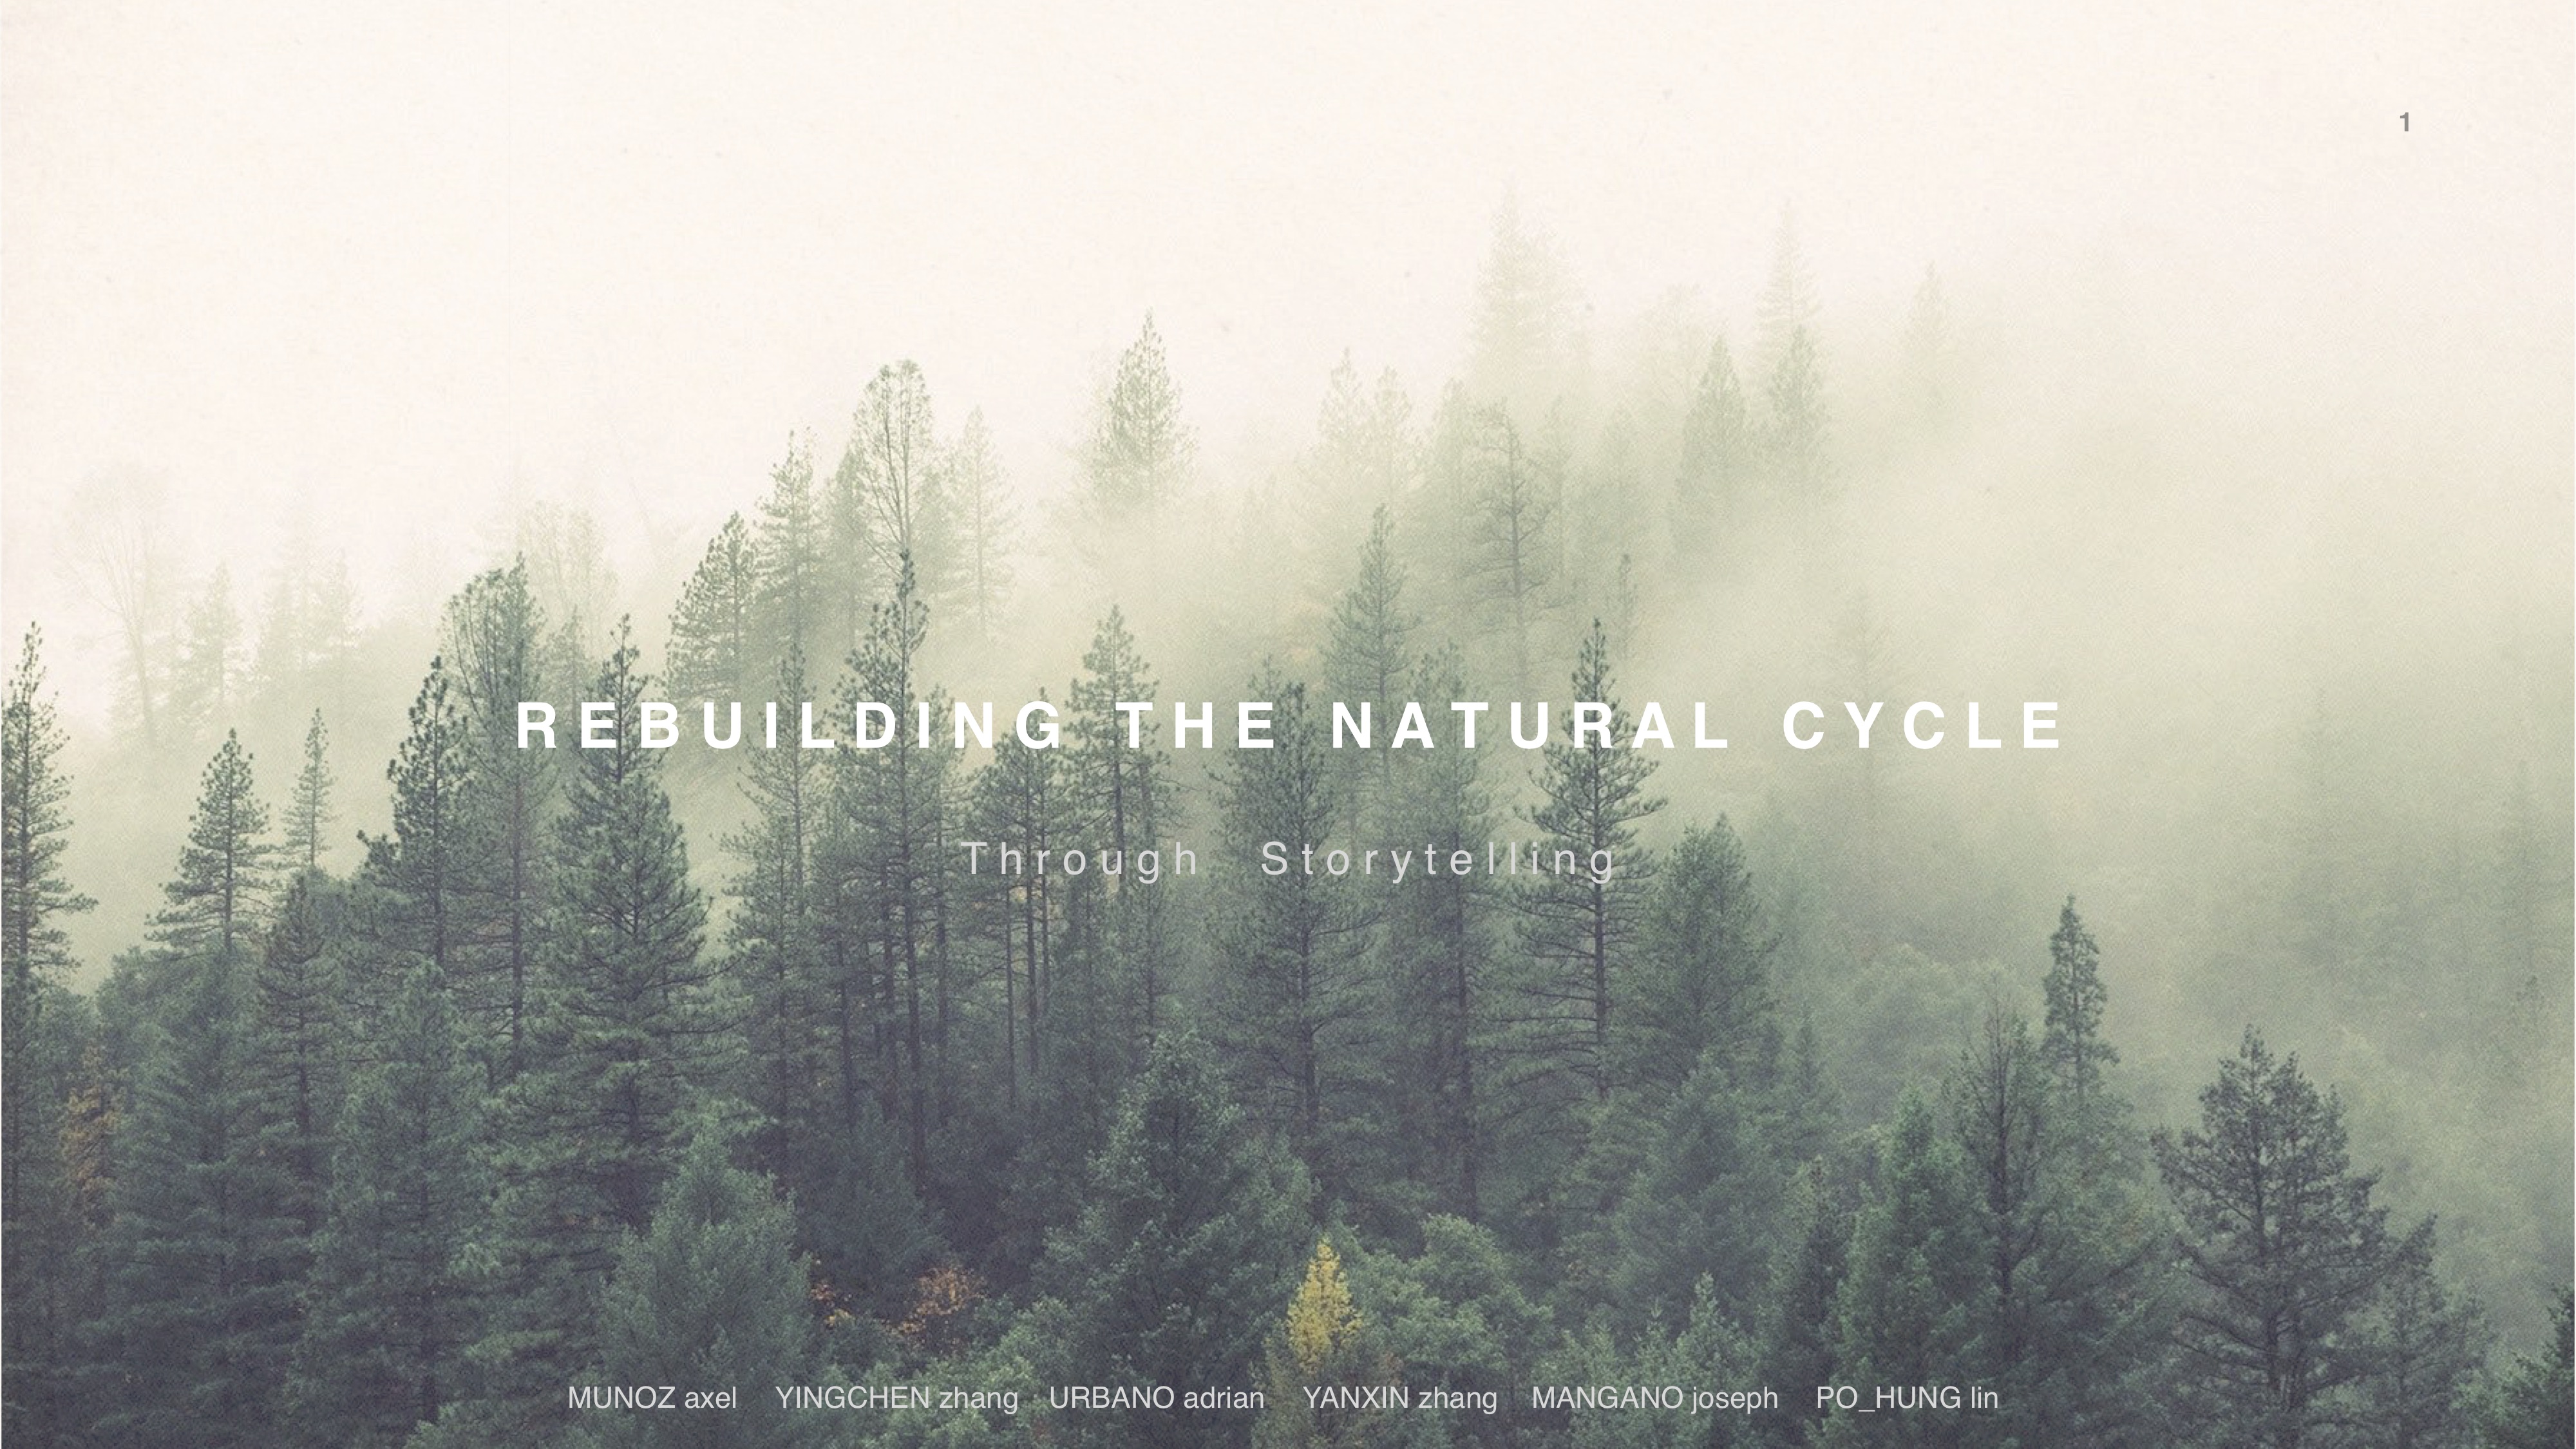 1
REBUILDING THE NATURAL CYCLE
Through Storytelling
MUNOZ axel YINGCHEN zhang URBANO adrian YANXIN zhang MANGANO joseph PO_HUNG lin